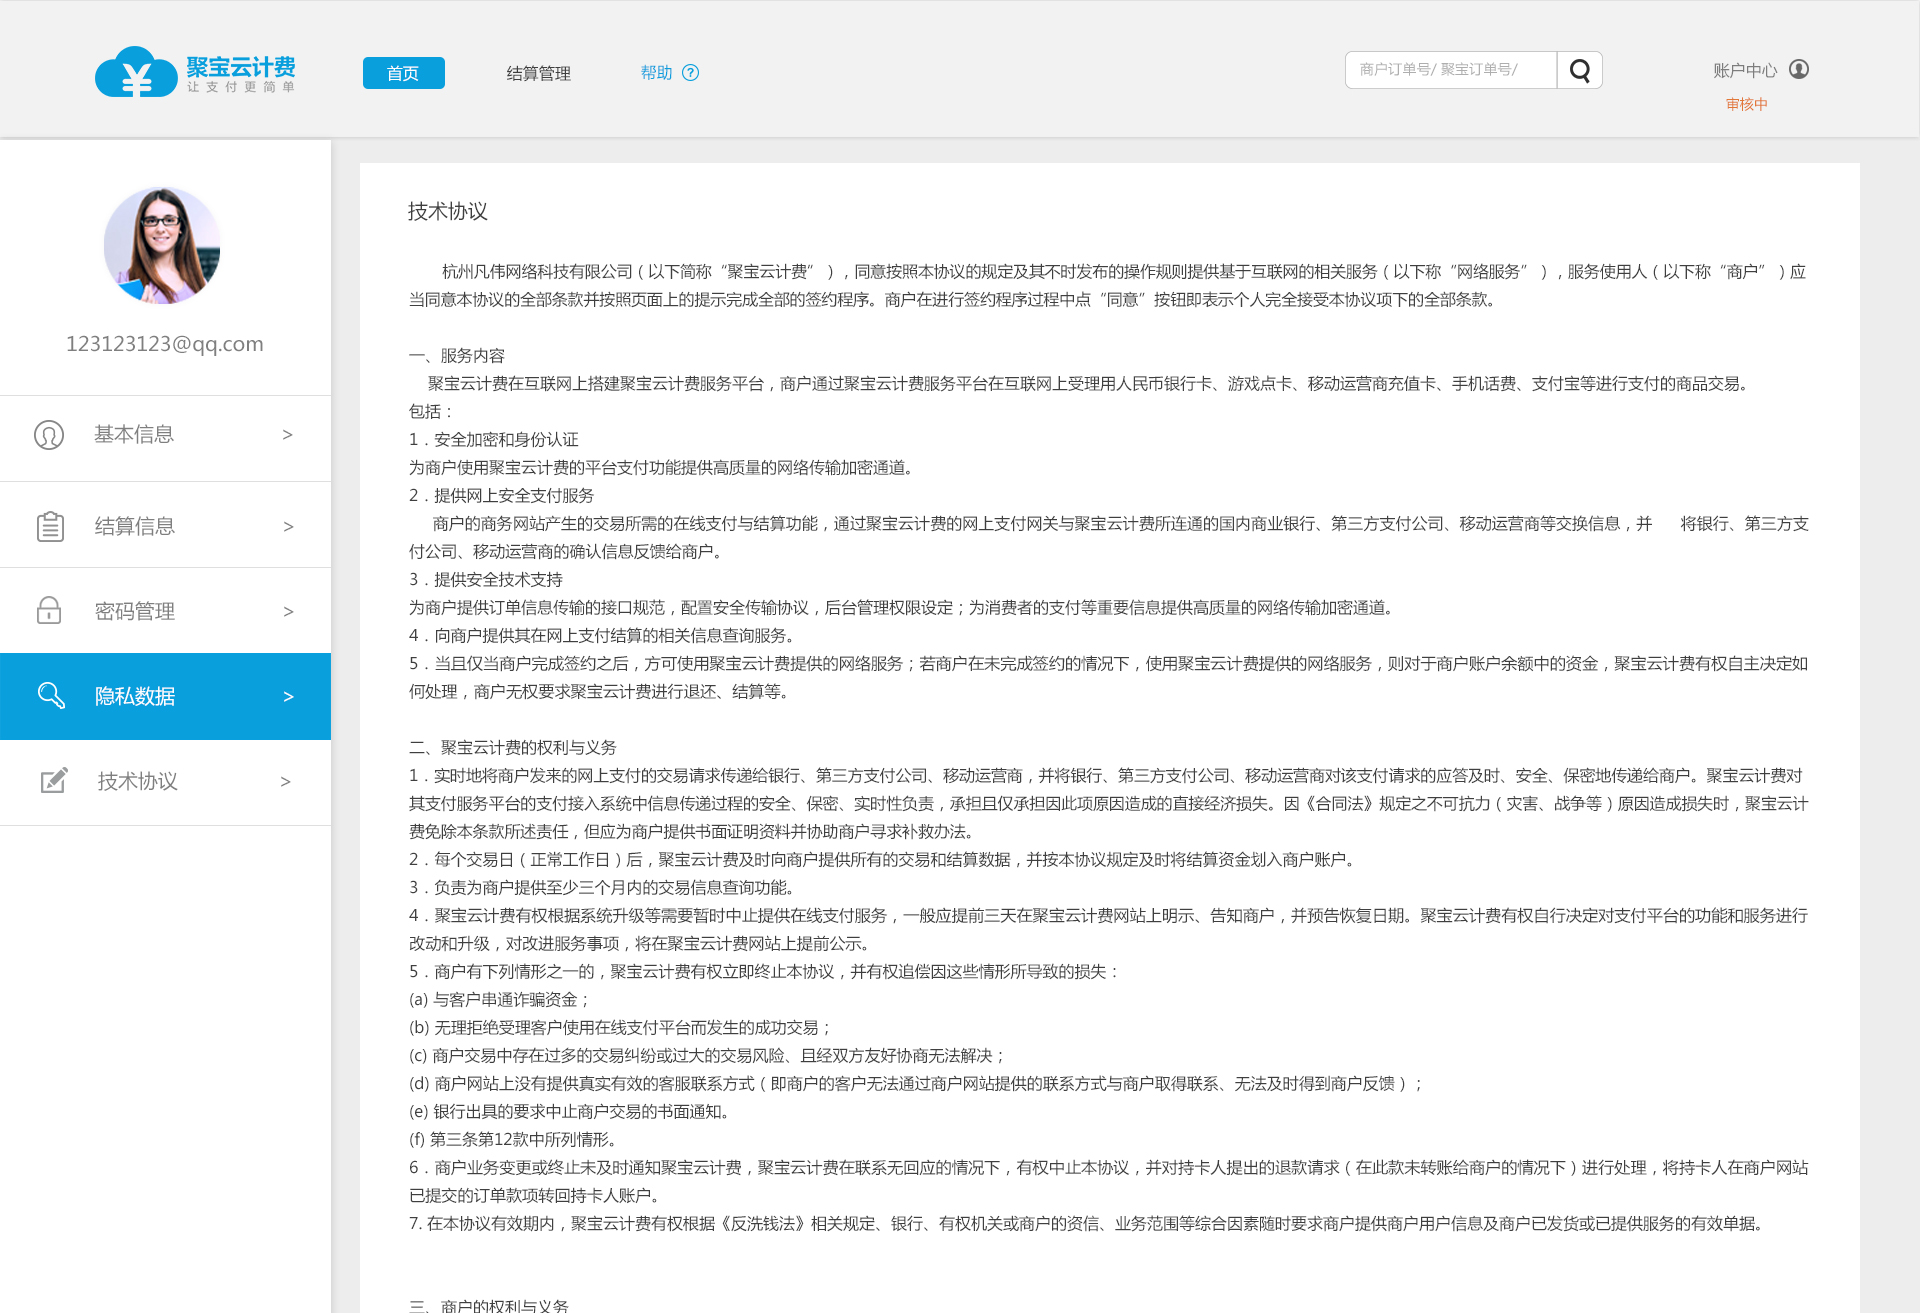 聚宝云计费
让支付更简单
首页
结算管理
帮助 ?
商户订单号/ 聚宝订单号/
账户中心
审核中
123123123@qq.com
基本信息 >
结算信息 >
密码管理 >
隐私数据 >
技术协议 >
技术协议
杭州凡伟网络科技有限公司（以下简称“聚宝云计费”），同意按照本协议的规定及其不时发布的操作规则提供基于互联网的相关服务（以下称“网络服务”），服务使用人（以下称“商户”）应
当同意本协议的全部条款并按照页面上的提示完成全部的签约程序。商户在进行签约程序过程中点“同意”按钮即表示个人完全接受本协议项下的全部条款。
一、服务内容
聚宝云计费在互联网上搭建聚宝云计费服务平台，商户通过聚宝云计费服务平台在互联网上受理用人民币银行卡、游戏点卡、移动运营商充值卡、手机话费、支付宝等进行支付的商品交易。
包括：
1．安全加密和身份认证
为商户使用聚宝云计费的平台支付功能提供高质量的网络传输加密通道。
2．提供网上安全支付服务
商户的商务网站产生的交易所需的在线支付与结算功能，通过聚宝云计费的网上支付网关与聚宝云计费所连通的国内商业银行、第三方支付公司、移动运营商等交换信息，并 将银行、第三方支
付公司、移动运营商的确认信息反馈给商户。
3．提供安全技术支持
为商户提供订单信息传输的接口规范，配置安全传输协议，后台管理权限设定；为消费者的支付等重要信息提供高质量的网络传输加密通道。
4．向商户提供其在网上支付结算的相关信息查询服务。
5．当且仅当商户完成签约之后，方可使用聚宝云计费提供的网络服务；若商户在未完成签约的情况下，使用聚宝云计费提供的网络服务，则对于商户账户余额中的资金，聚宝云计费有权自主决定如
何处理，商户无权要求聚宝云计费进行退还、结算等。
二、聚宝云计费的权利与义务
1．实时地将商户发来的网上支付的交易请求传递给银行、第三方支付公司、移动运营商，并将银行、第三方支付公司、移动运营商对该支付请求的应答及时、安全、保密地传递给商户。聚宝云计费对
其支付服务平台的支付接入系统中信息传递过程的安全、保密、实时性负责，承担且仅承担因此项原因造成的直接经济损失。因《合同法》规定之不可抗力（灾害、战争等）原因造成损失时，聚宝云计
费免除本条款所述责任，但应为商户提供书面证明资料并协助商户寻求补救办法。
2．每个交易日（正常工作日）后，聚宝云计费及时向商户提供所有的交易和结算数据，并按本协议规定及时将结算资金划入商户账户。
3．负责为商户提供至少三个月内的交易信息查询功能。
4．聚宝云计费有权根据系统升级等需要暂时中止提供在线支付服务，一般应提前三天在聚宝云计费网站上明示、告知商户，并预告恢复日期。聚宝云计费有权自行决定对支付平台的功能和服务进行
改动和升级，对改进服务事项，将在聚宝云计费网站上提前公示。
5．商户有下列情形之一的，聚宝云计费有权立即终止本协议，并有权追偿因这些情形所导致的损失：
(a) 与客户串通诈骗资金；
(b) 无理拒绝受理客户使用在线支付平台而发生的成功交易；
(c) 商户交易中存在过多的交易纠纷或过大的交易风险、且经双方友好协商无法解决；
(d) 商户网站上没有提供真实有效的客服联系方式（即商户的客户无法通过商户网站提供的联系方式与商户取得联系、无法及时得到商户反馈）；
(e) 银行出具的要求中止商户交易的书面通知。
(f) 第三条第12款中所列情形。
6．商户业务变更或终止未及时通知聚宝云计费，聚宝云计费在联系无回应的情况下，有权中止本协议，并对持卡人提出的退款请求（在此款未转账给商户的情况下）进行处理，将持卡人在商户网站
已提交的订单款项转回持卡人账户。
7. 在本协议有效期内，聚宝云计费有权根据《反洗钱法》相关规定、银行、有权机关或商户的资信、业务范围等综合因素随时要求商户提供商户用户信息及商户已发货或已提供服务的有效单据。
三、商户的权利与义务